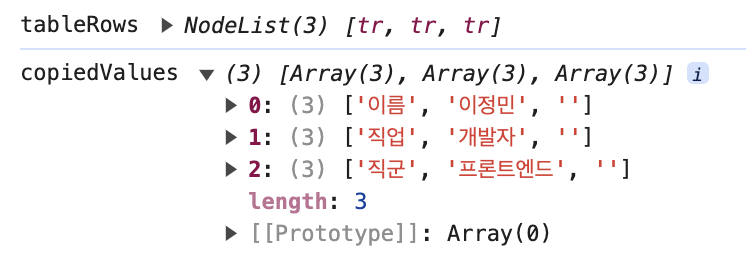 tableRows ▶ NodeList(3) [tr, tr, tr]
copiedValues ▼ (3) [Array(3), Array(3), Array(3)] i
▶ 0: (3) ['이름', '이정민', '']
▶ 1: (3) ['직업', '개발자', '']
▶ 2: (3) ['직군', '프론트엔드', '']
length: 3
▶ [[Prototype]]: Array(0)